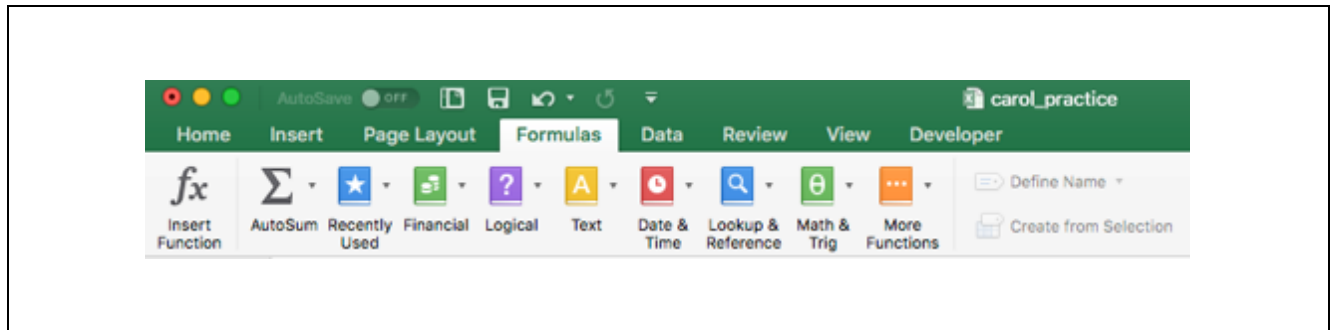 AutoSave OFF carol_practice
Home Insert Page Layout Formulas Data Review View Developer
fx Σ ? A θ Define Name
Insert Function AutoSum Recently Used Financial Logical Text Date & Time Lookup & Reference Math & Trig More Functions Create from Selection